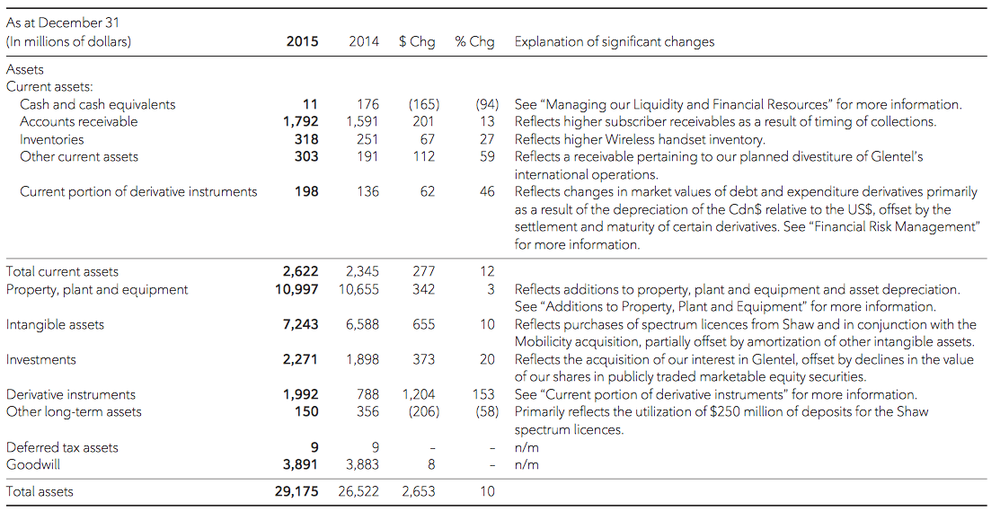 As at December 31
(In millions of dollars) 2015 2014 $ Chg % Chg Explanation of significant changes
Assets
Current assets:
Cash and cash equivalents 11 176 (165) (94) See “Managing our Liquidity and Financial Resources” for more information.
Accounts receivable 1,792 1,591 201 13 Reflects higher subscriber receivables as a result of timing of collections.
Inventories 318 251 67 27 Reflects higher Wireless handset inventory.
Other current assets 303 191 112 59 Reflects a receivable pertaining to our planned divestiture of Glentel’s
international operations.
Current portion of derivative instruments 198 136 62 46 Reflects changes in market values of debt and expenditure derivatives primarily
as a result of the depreciation of the Cdn$ relative to the US$, offset by the
settlement and maturity of certain derivatives. See “Financial Risk Management”
for more information.
Total current assets 2,622 2,345 277 12
Property, plant and equipment 10,997 10,655 342 3 Reflects additions to property, plant and equipment and asset depreciation.
See “Additions to Property, Plant and Equipment” for more information.
Intangible assets 7,243 6,588 655 10 Reflects purchases of spectrum licences from Shaw and in conjunction with the
Mobilicity acquisition, partially offset by amortization of other intangible assets.
Investments 2,271 1,898 373 20 Reflects the acquisition of our interest in Glentel, offset by declines in the value
of our shares in publicly traded marketable equity securities.
Derivative instruments 1,992 788 1,204 153 See “Current portion of derivative instruments” for more information.
Other long-term assets 150 356 (206) (58) Primarily reflects the utilization of $250 million of deposits for the Shaw
spectrum licences.
Deferred tax assets 9 9 – – n/m
Goodwill 3,891 3,883 8 – n/m
Total assets 29,175 26,522 2,653 10